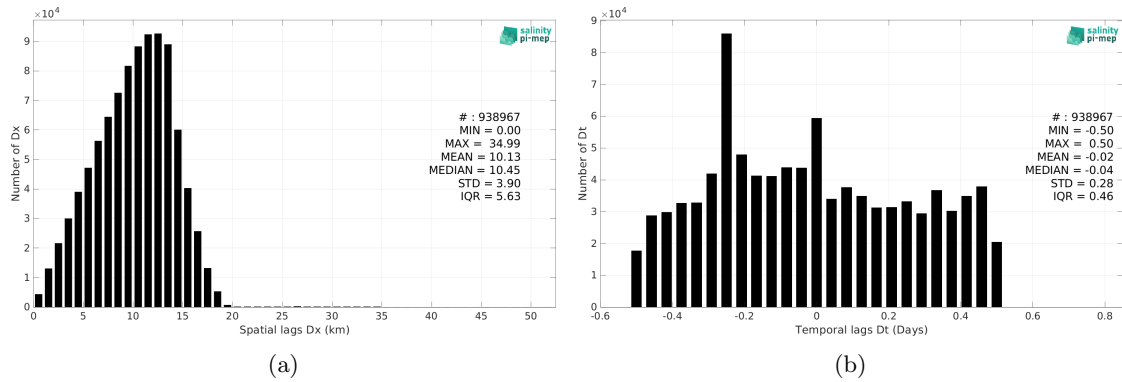 ×10⁴
9
8
7
6
5
4
3
2
1
0
Number of Dx
0 5 10 15 20 25 30 35 40 45 50
Spatial lags Dx (km)
salinity
pi-mep
# : 938967
MIN = 0.00
MAX = 34.99
MEAN = 10.13
MEDIAN = 10.45
STD = 3.90
IQR = 5.63
(a)
×10⁴
9
8
7
6
5
4
3
2
1
0
Number of Dt
-0.6 -0.4 -0.2 0 0.2 0.4 0.6 0.8
Temporal lags Dt (Days)
salinity
pi-mep
# : 938967
MIN = -0.50
MAX = 0.50
MEAN = -0.02
MEDIAN = -0.04
STD = 0.28
IQR = 0.46
(b)